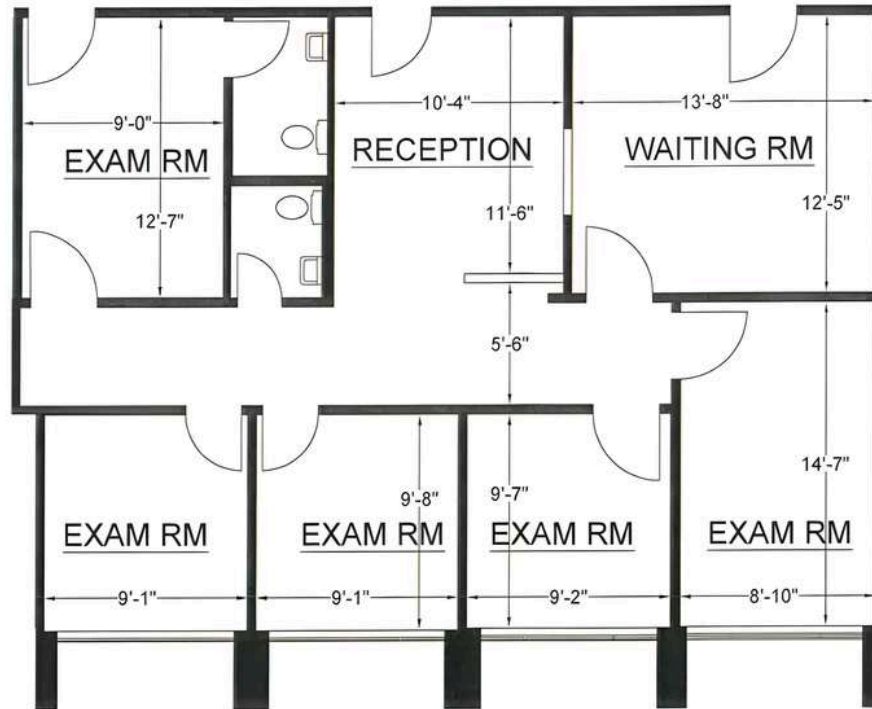 10'-4"
13'-8"
9'-0"
EXAM RM
RECEPTION
WAITING RM
12'-7"
11'-6"
12'-5"
5'-6"
14'-7"
9'-8"
9'-7"
EXAM RM
EXAM RM
EXAM RM
EXAM RM
9'-1"
9'-1"
9'-2"
8'-10"